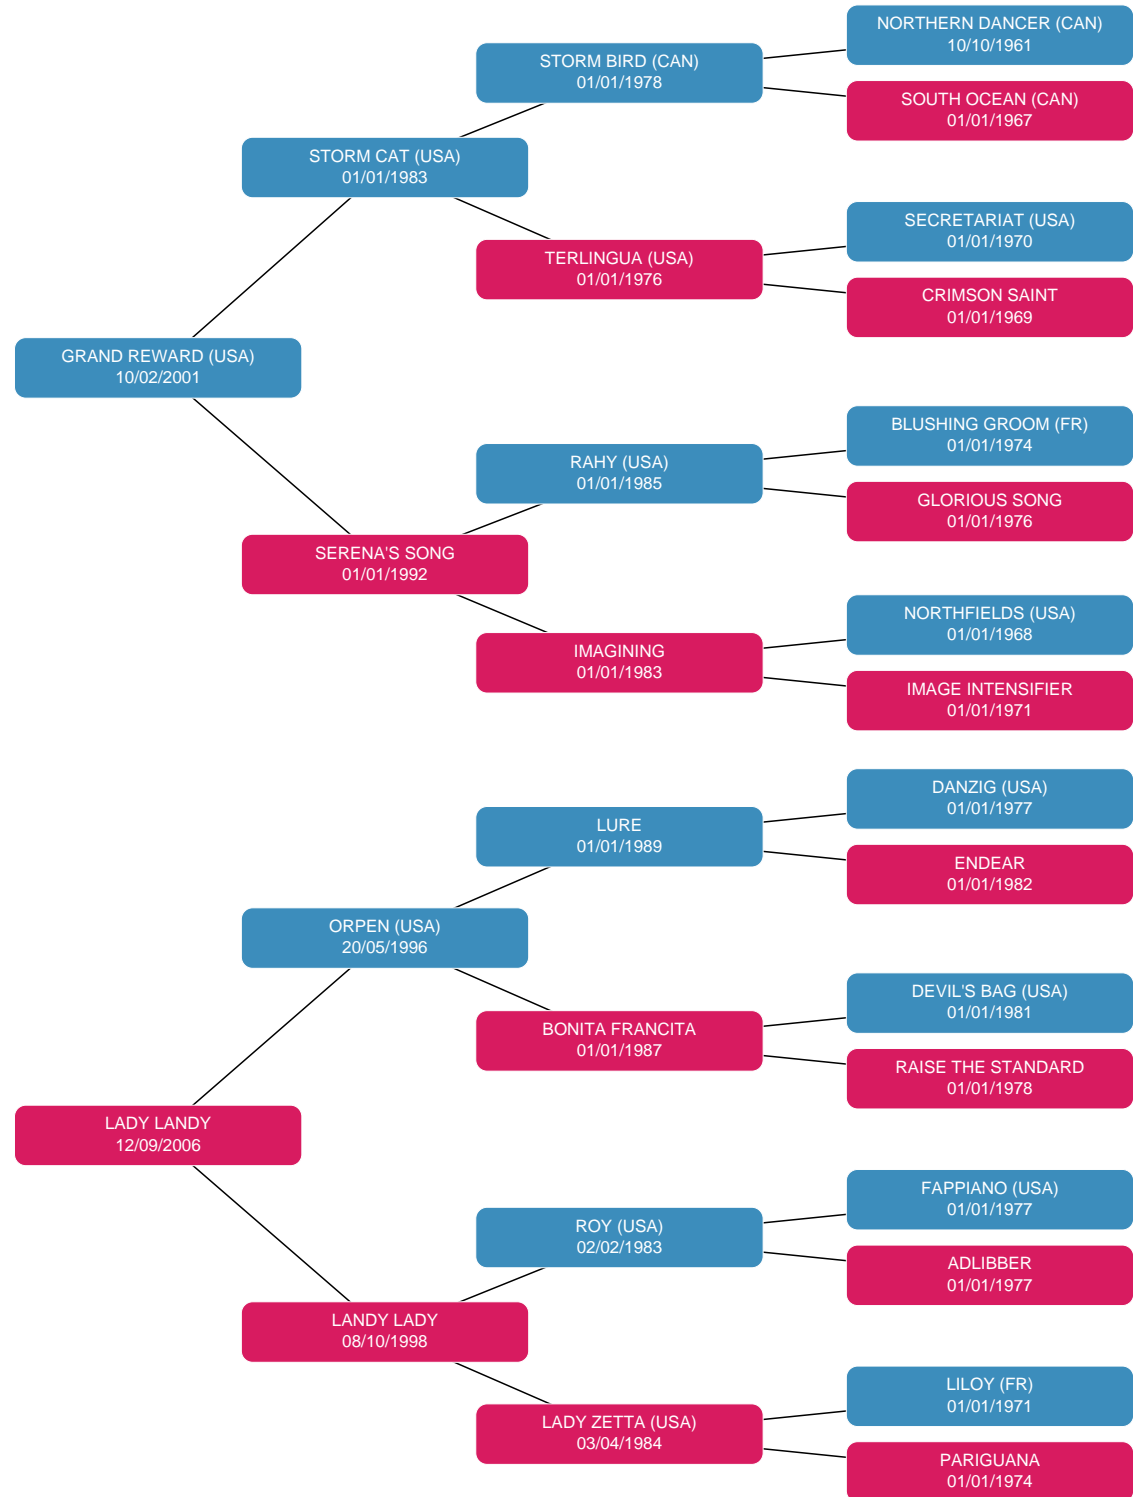 NORTHERN DANCER (CAN)
10/10/1961
STORM BIRD (CAN)
01/01/1978
SOUTH OCEAN (CAN)
01/01/1967
STORM CAT (USA)
01/01/1983
SECRETARIAT (USA)
01/01/1970
TERLINGUA (USA)
01/01/1976
CRIMSON SAINT
01/01/1969
GRAND REWARD (USA)
10/02/2001
BLUSHING GROOM (FR)
01/01/1974
RAHY (USA)
01/01/1985
GLORIOUS SONG
01/01/1976
SERENA'S SONG
01/01/1992
NORTHFIELDS (USA)
01/01/1968
IMAGINING
01/01/1983
IMAGE INTENSIFIER
01/01/1971
DANZIG (USA)
01/01/1977
LURE
01/01/1989
ENDEAR
01/01/1982
ORPEN (USA)
20/05/1996
DEVIL'S BAG (USA)
01/01/1981
BONITA FRANCITA
01/01/1987
RAISE THE STANDARD
01/01/1978
LADY LANDY
12/09/2006
FAPPIANO (USA)
01/01/1977
ROY (USA)
02/02/1983
ADLIBBER
01/01/1977
LANDY LADY
08/10/1998
LILOY (FR)
01/01/1971
LADY ZETTA (USA)
03/04/1984
PARIGUANA
01/01/1974